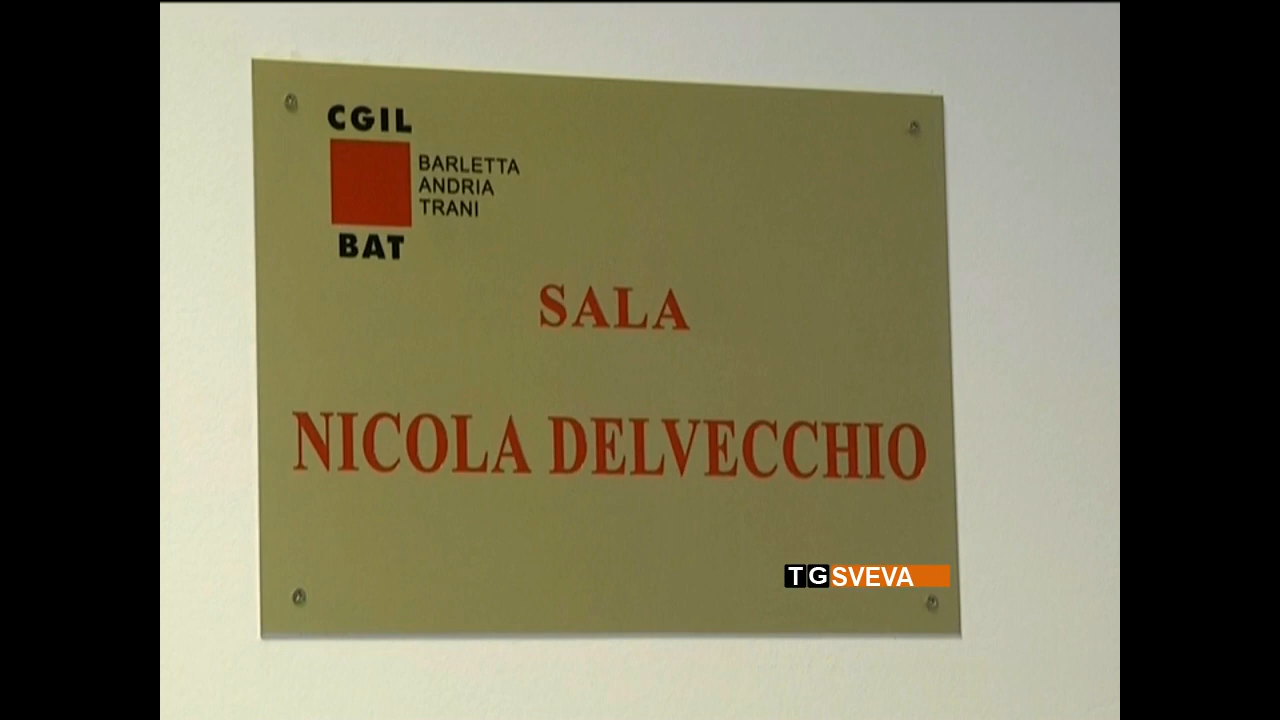 CGIL
BARLETTA
ANDRIA
TRANI
BAT
SALA
NICOLA DELVECCHIO
TGSVEVA